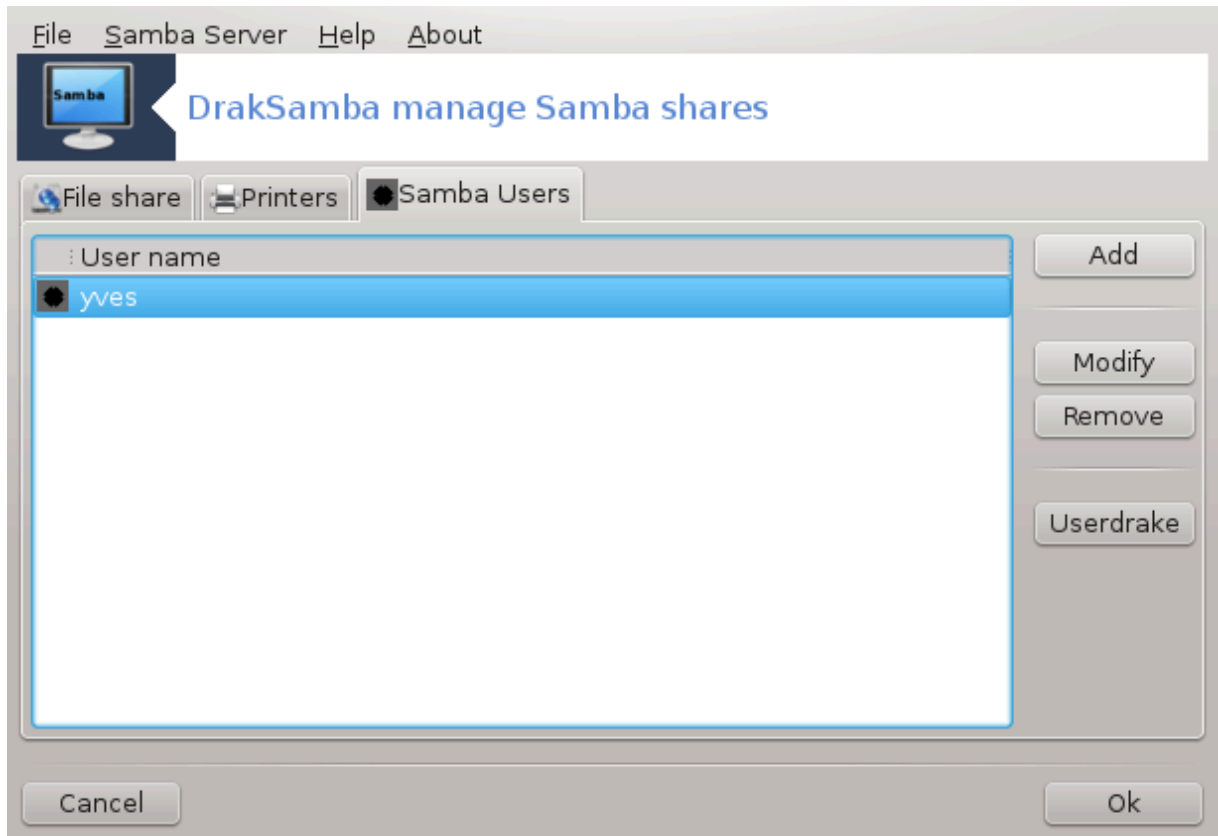 File Samba Server Help About
Samba
DrakSamba manage Samba shares
File share Printers Samba Users
User name
yves
Add
Modify
Remove
Userdrake
Cancel Ok